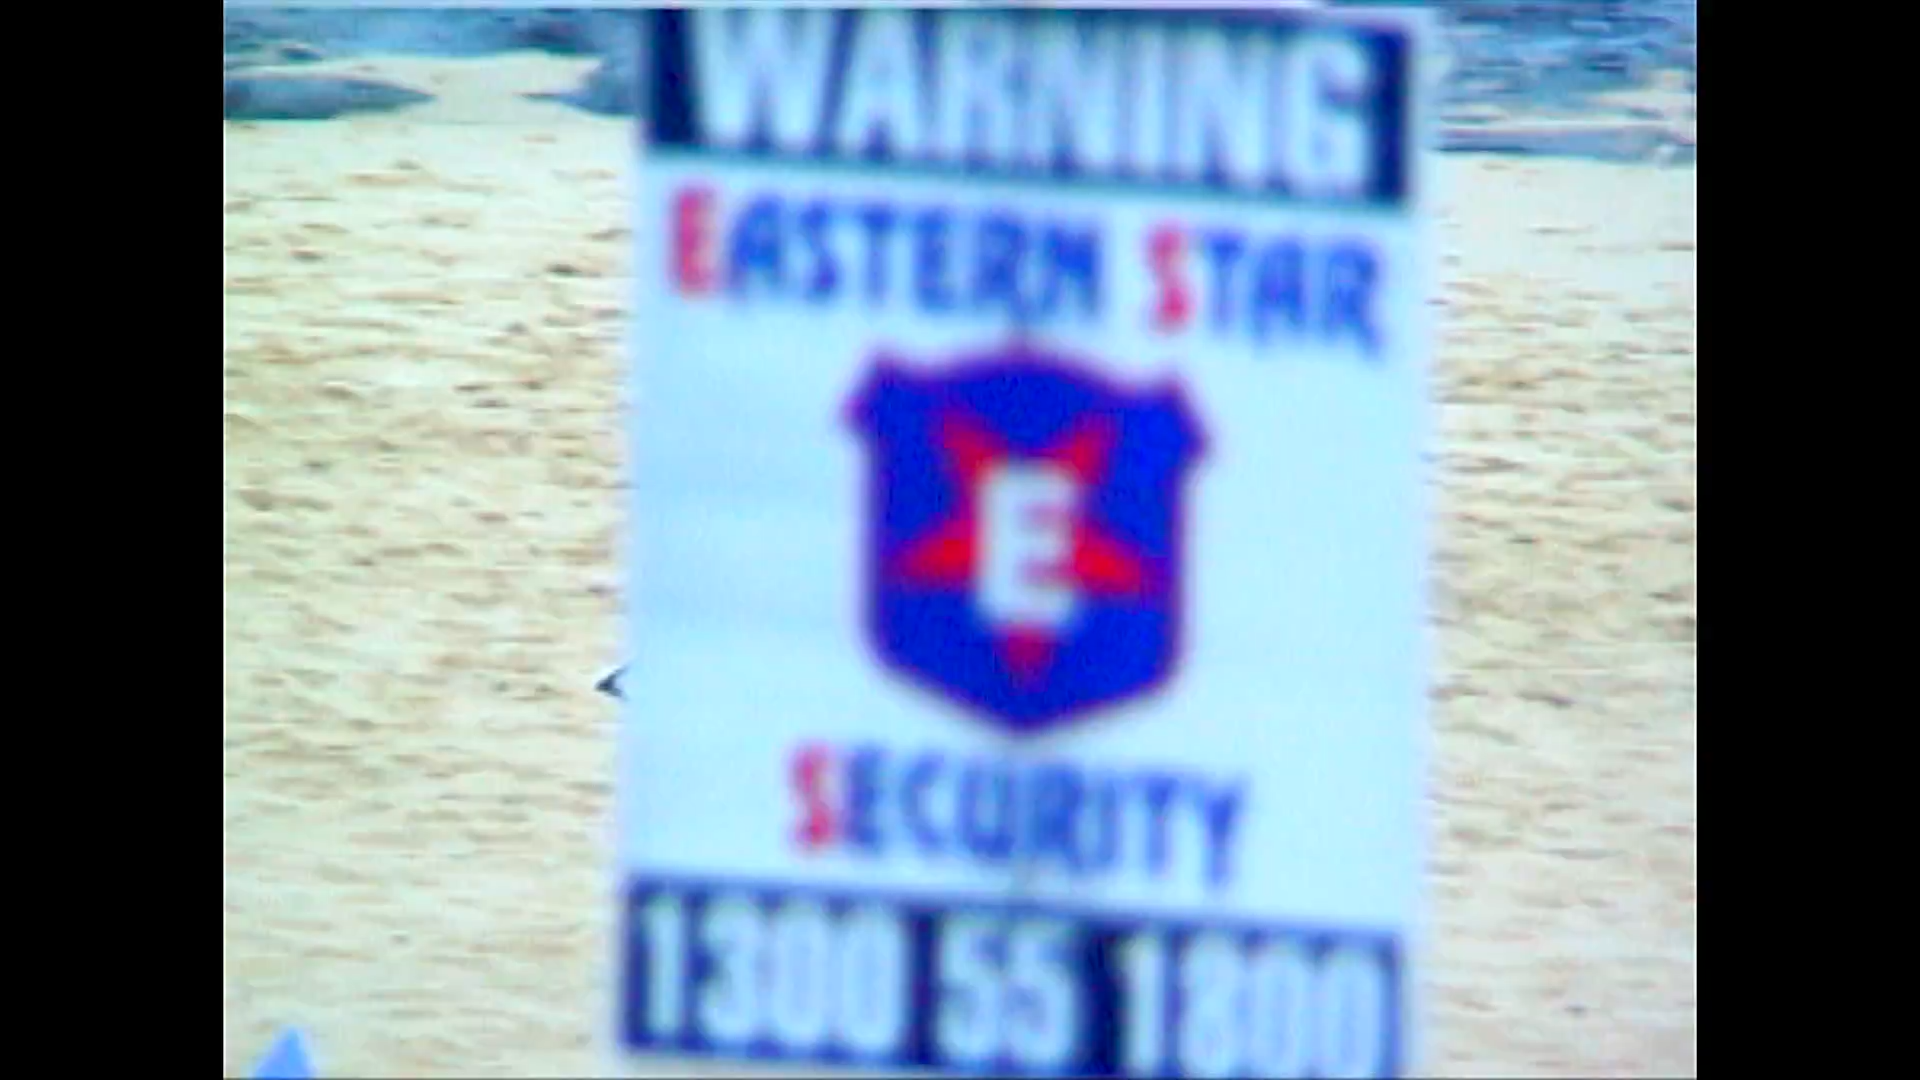 WARNING
EASTERN STAR
E
SECURITY
1300 55 1800